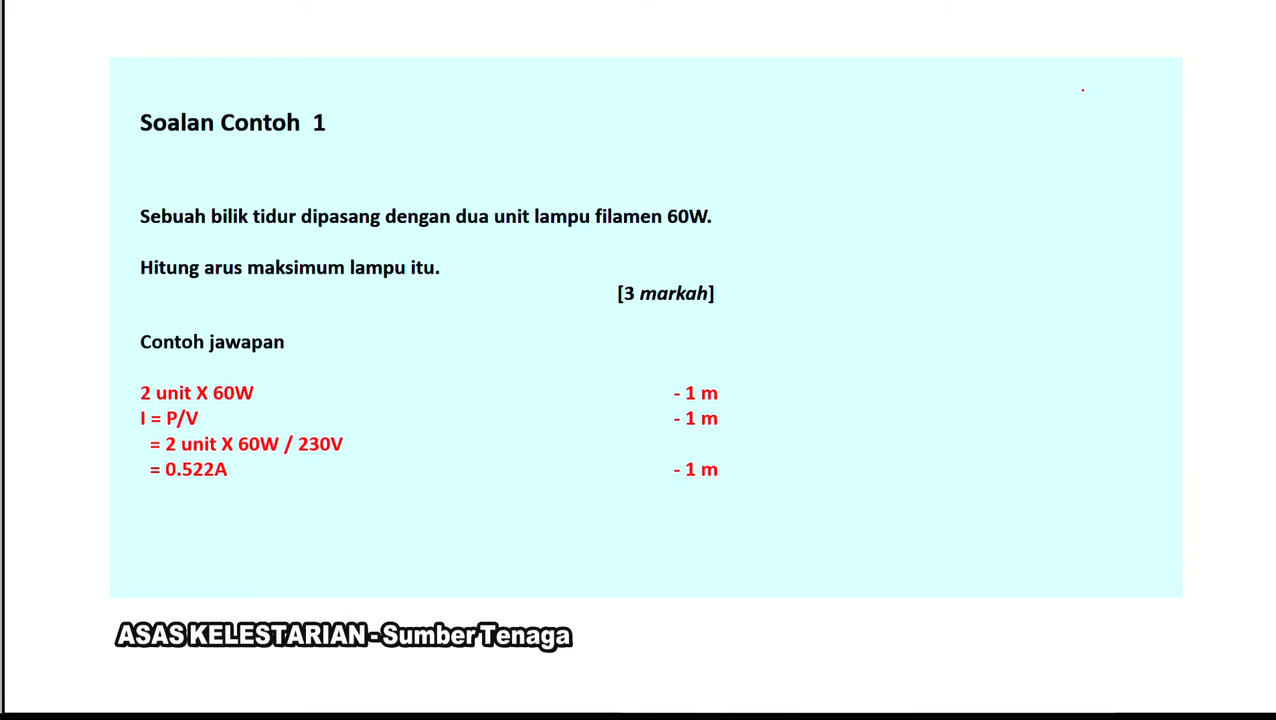 Soalan Contoh 1
Sebuah bilik tidur dipasang dengan dua unit lampu filamen 60W.
Hitung arus maksimum lampu itu.
[3 markah]
Contoh jawapan
2 unit X 60W - 1 m
I = P/V - 1 m
= 2 unit X 60W / 230V
= 0.522A - 1 m
ASAS KELESTARIAN - Sumber Tenaga